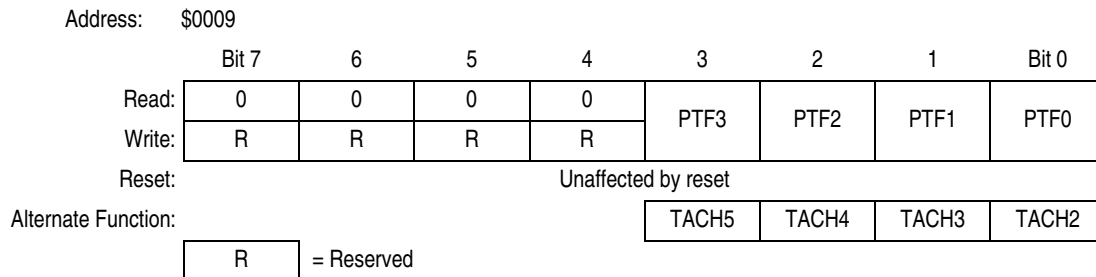 Address: $0009
Bit 7 6 5 4 3 2 1 Bit 0
Read: 0 0 0 0 PTF3 PTF2 PTF1 PTF0
Write: R R R R
Reset: Unaffected by reset
Alternate Function: TACH5 TACH4 TACH3 TACH2
R = Reserved